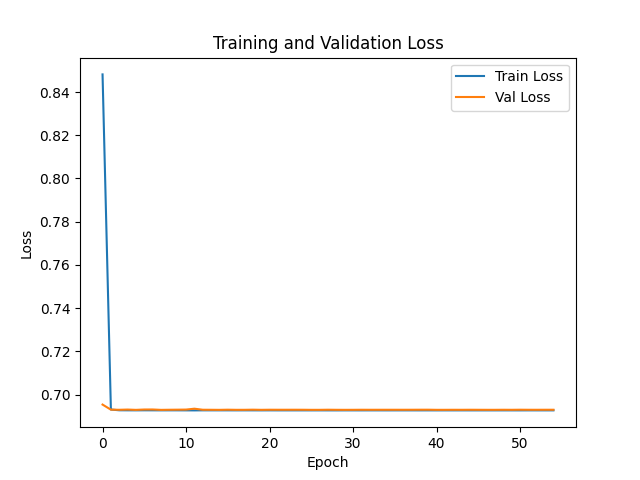 Training and Validation Loss
Train Loss
Val Loss
0.84
0.82
0.80
0.78
0.76
0.74
0.72
0.70
Loss
0 10 20 30 40 50
Epoch